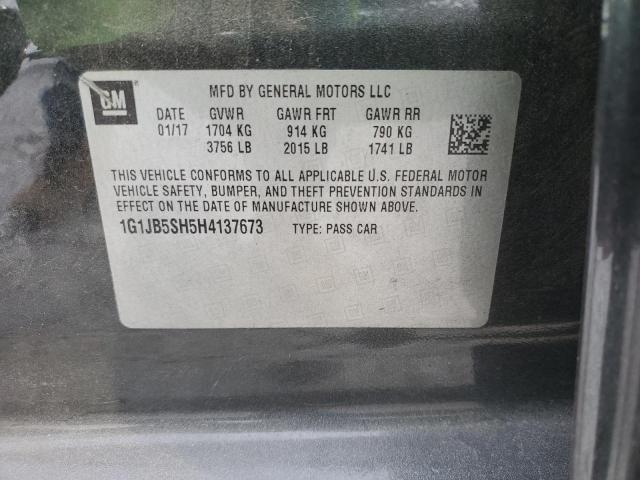 GM
MFD BY GENERAL MOTORS LLC
DATE GVWR GAWR FRT GAWR RR
01/17 1704 KG 914 KG 790 KG
3756 LB 2015 LB 1741 LB
THIS VEHICLE CONFORMS TO ALL APPLICABLE U.S. FEDERAL MOTOR
VEHICLE SAFETY, BUMPER, AND THEFT PREVENTION STANDARDS IN
EFFECT ON THE DATE OF MANUFACTURE SHOWN ABOVE.
1G1JB5SH5H4137673 TYPE: PASS CAR